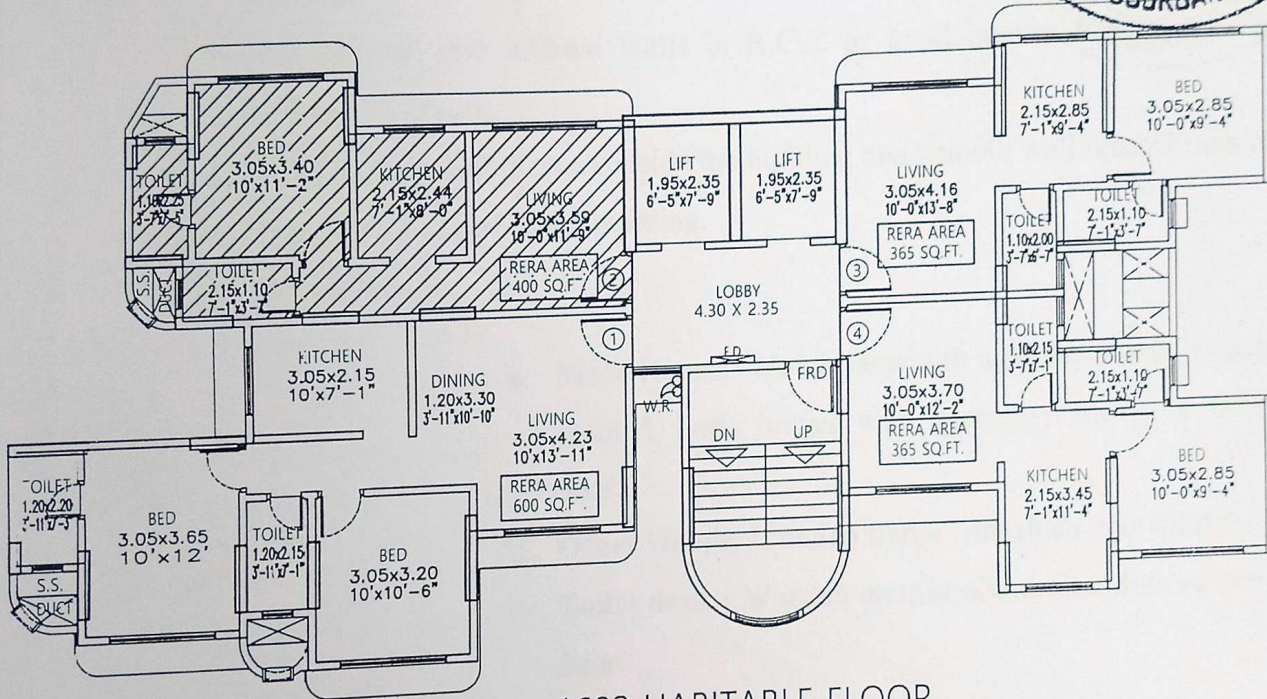 BED
3.05x3.40
10'x11'-2"
KITCHEN
2.15x2.44
7'-1"x8'-0"
LIVING
3.05x3.59
10'-0"x11'-9"
RERA AREA
400 SQ.FT.
2
TOILET
TOILET
2.15x1.10
7'-1"x3'-7"
S.S.
DUCT
LIFT
1.95x2.35
6'-5"x7'-9"
LIFT
1.95x2.35
6'-5"x7'-9"
LOBBY
4.30 X 2.35
F.D.
FRD
W.R.
DN
UP
LIVING
3.05x4.16
10'-0"x13'-8"
RERA AREA
365 SQ.FT.
3
KITCHEN
2.15x2.85
7'-1"x9'-4"
BED
3.05x2.85
10'-0"x9'-4"
TOILET
1.10x2.00
3'-7"x6'-7"
TOILET
2.15x1.10
7'-1"x3'-7"
4
TOILET
1.10x2.15
3'-7"x7'-1"
TOILET
2.15x1.10
7'-1"x3'-7"
LIVING
3.05x3.70
10'-0"x12'-2"
RERA AREA
365 SQ.FT.
KITCHEN
2.15x3.45
7'-1"x11'-4"
BED
3.05x2.85
10'-0"x9'-4"
1
KITCHEN
3.05x2.15
10'x7'-1"
DINING
1.20x3.30
3'-11"x10'-10"
LIVING
3.05x4.23
10'x13'-11"
RERA AREA
600 SQ.FT.
TOILET
1.20x2.20
3'-11"x7'-3"
BED
3.05x3.65
10'x12'
TOILET
1.20x2.15
3'-11"x7'-1"
BED
3.05x3.20
10'x10'-6"
S.S.
DUCT
HABITABLE FLOOR